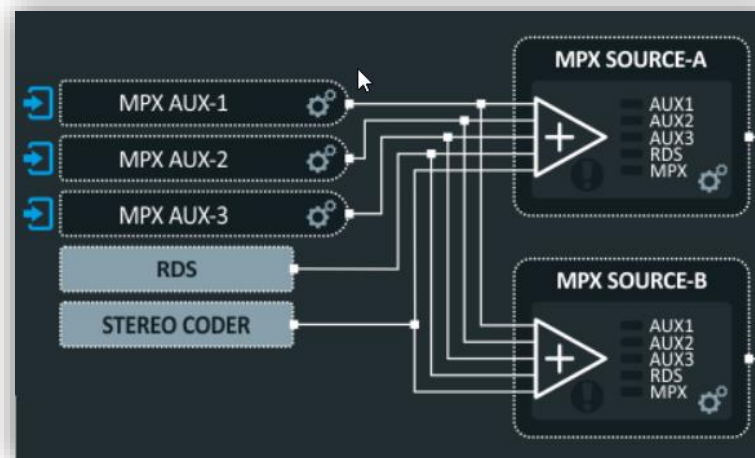 MPX AUX-1
MPX AUX-2
MPX AUX-3
RDS
STEREO CODER
MPX SOURCE-A
AUX1
AUX2
AUX3
RDS
MPX
MPX SOURCE-B
AUX1
AUX2
AUX3
RDS
MPX